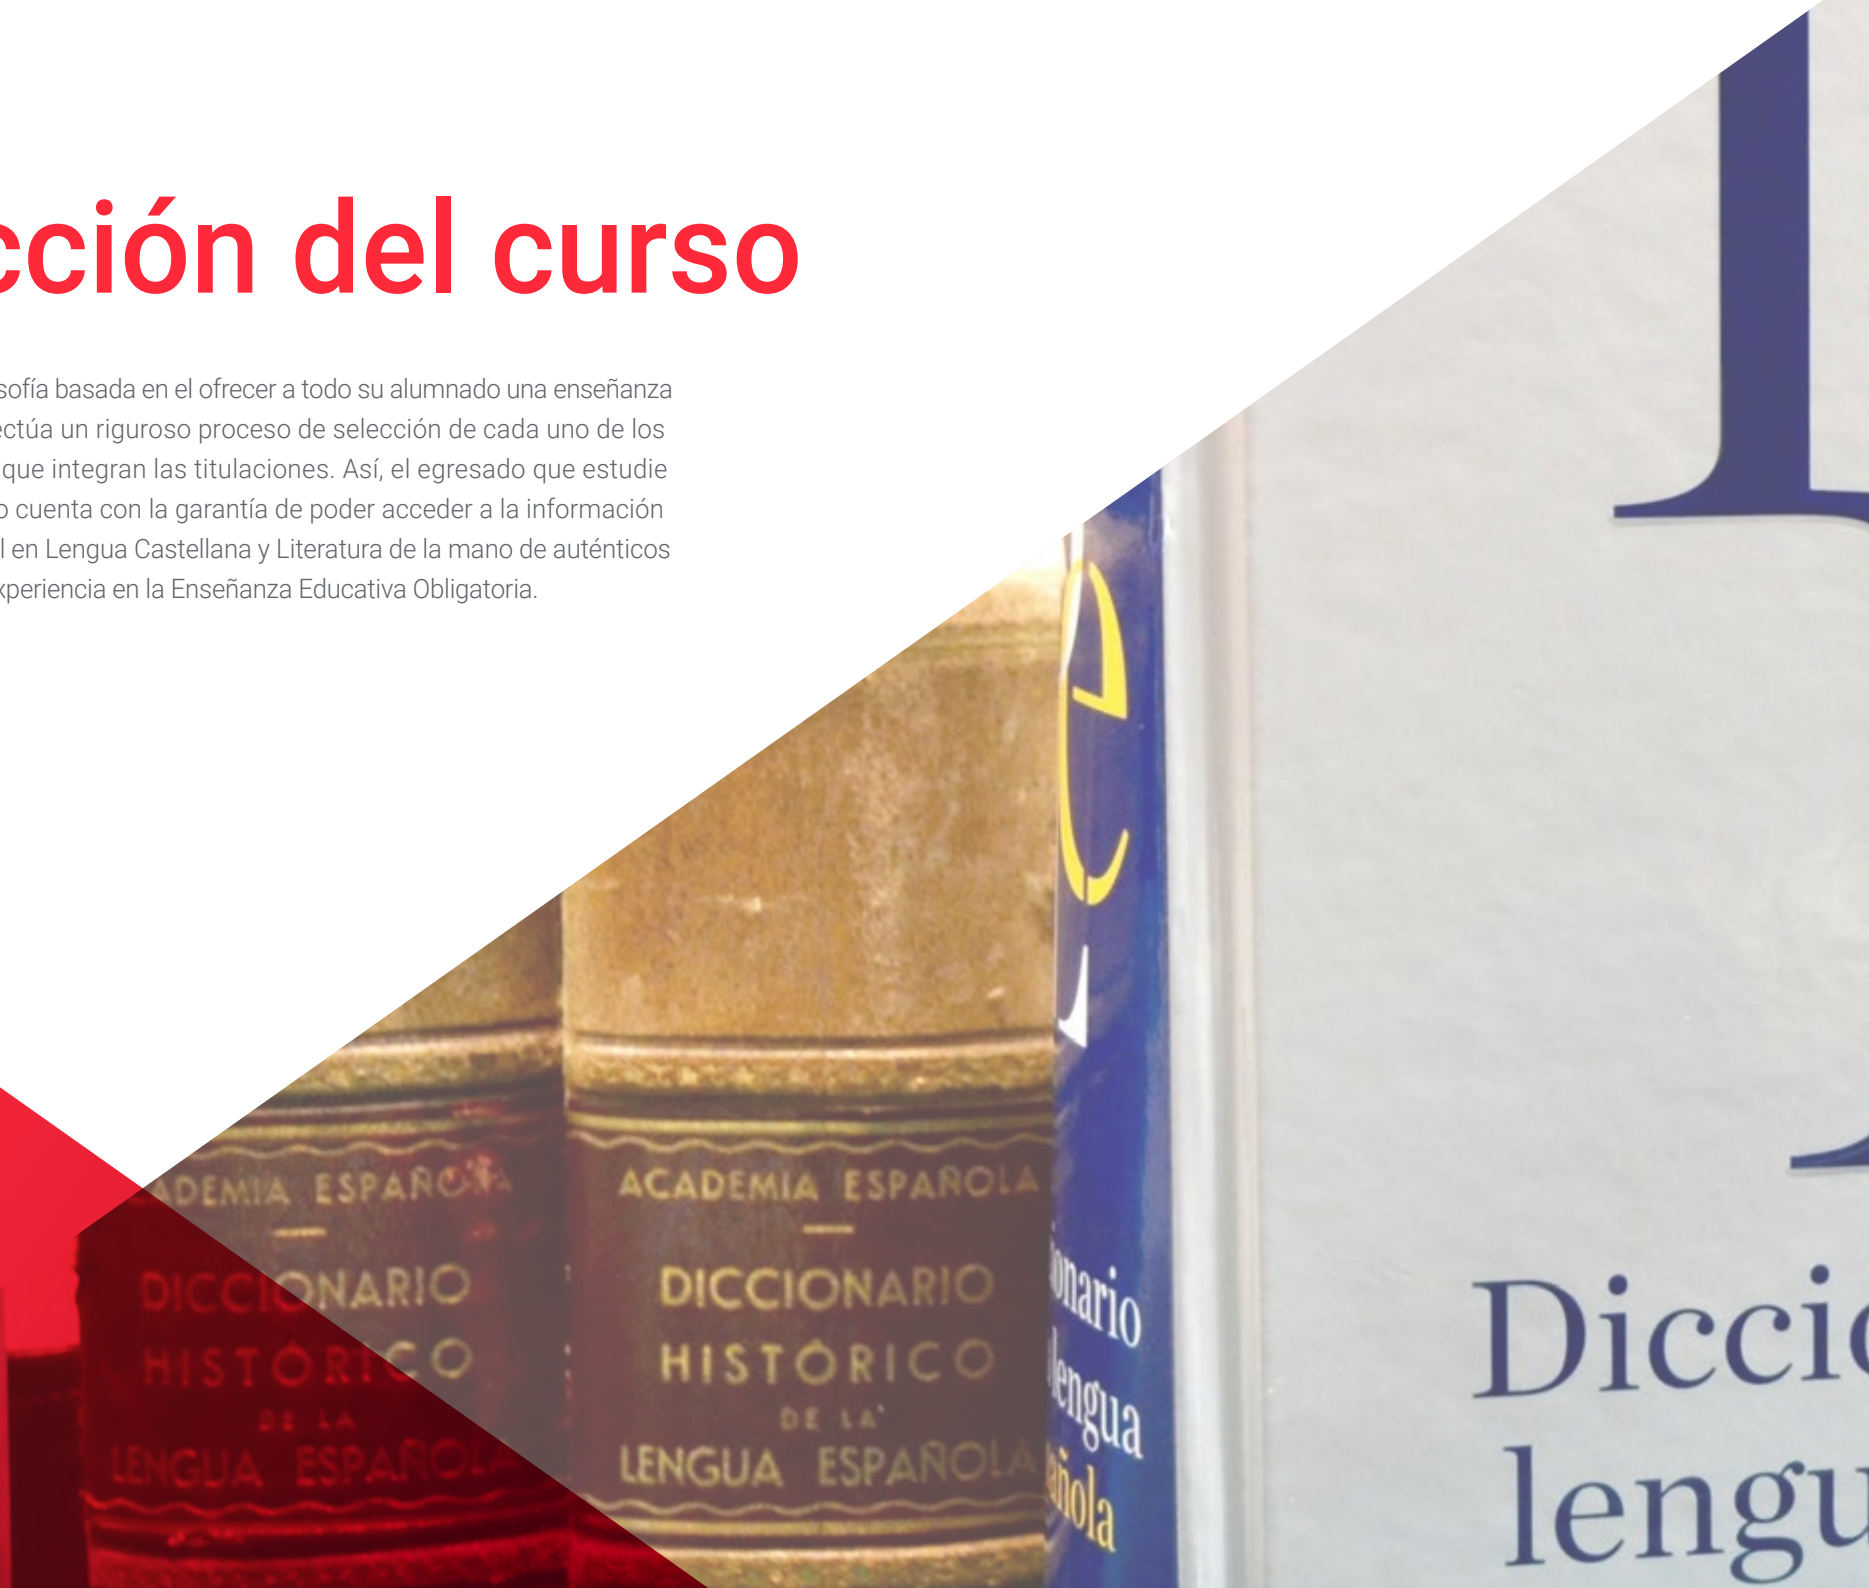 cción del curso
sofía basada en el ofrecer a todo su alumnado una enseñanza
ectúa un riguroso proceso de selección de cada uno de los
que integran las titulaciones. Así, el egresado que estudie
o cuenta con la garantía de poder acceder a la información
l en Lengua Castellana y Literatura de la mano de auténticos
xperiencia en la Enseñanza Educativa Obligatoria.
e
ADEMIA ESPAÑOLA
DICCIONARIO
HISTÓRICO
DE LA
LENGUA ESPAÑOLA
ACADEMIA ESPAÑOLA
DICCIONARIO
HISTÓRICO
DE LA
LENGUA ESPAÑOLA
ionario
lengua
añola
Diccio
lengu